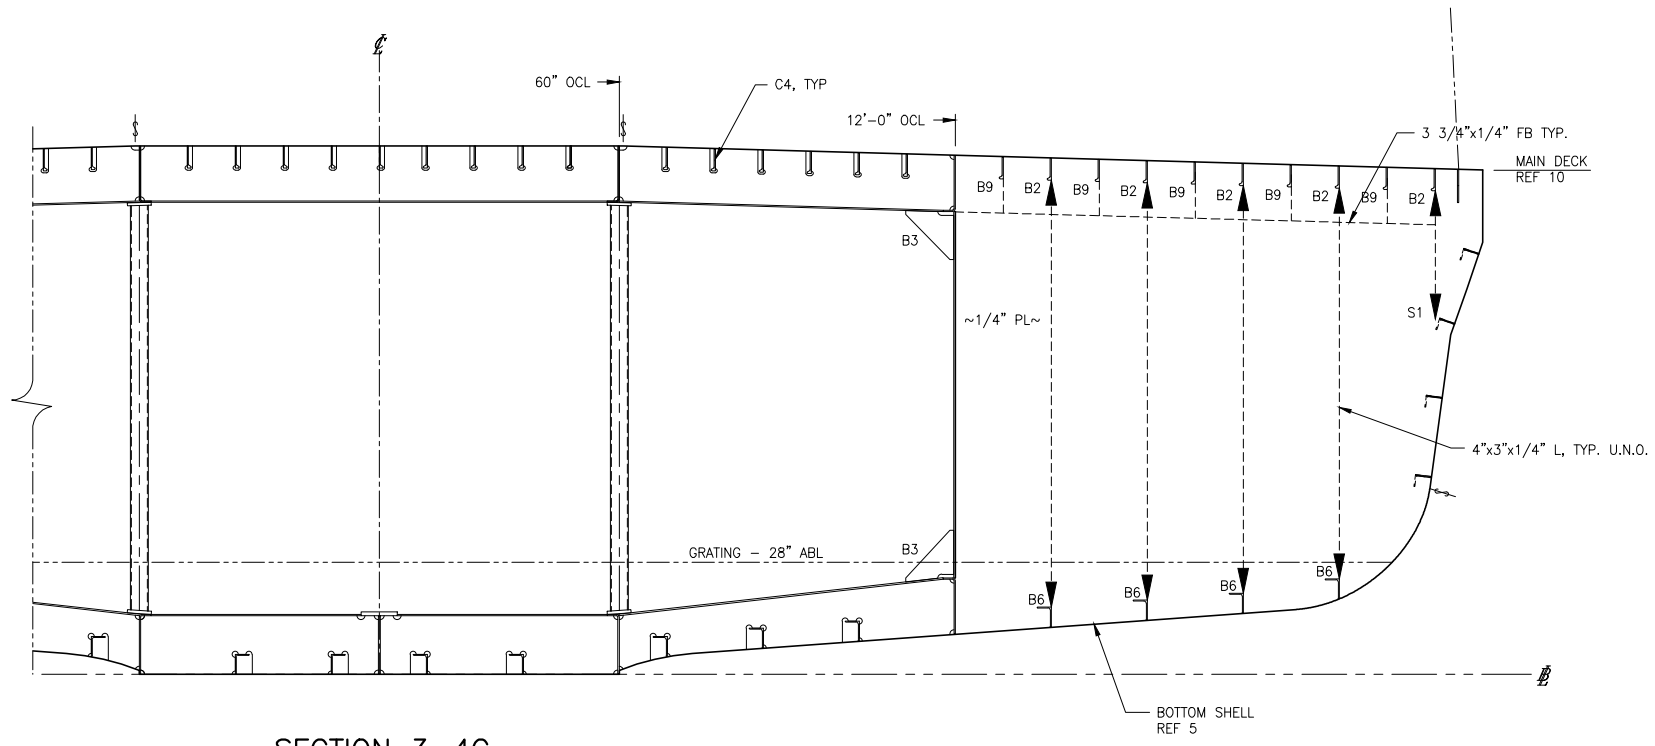 ℄
60" OCL
C4, TYP
12'-0" OCL
3 3/4"x1/4" FB TYP.
MAIN DECK
REF 10
B9 B2 B9 B2 B9 B2 B9 B2 B9 B2
B3
~1/4" PL~
S1
4"x3"x1/4" L, TYP. U.N.O.
GRATING - 28" ABL
B3
B6 B6 B6 B6
BL
BOTTOM SHELL
REF 5
SECTION 3-4C